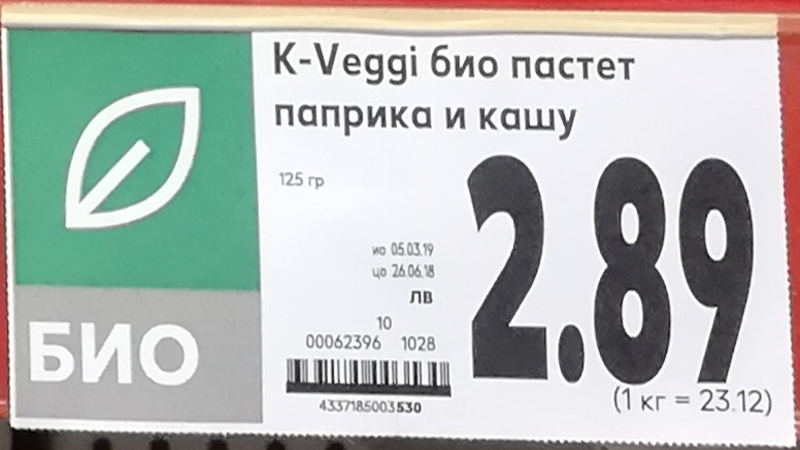 K-Veggi био пастет
паприка и кашу
125 гр
2.89
ио 05.03.19
цо 26.06.18
лв
10
00062396 1028
4337185003530
(1 кг = 23.12)
БИО